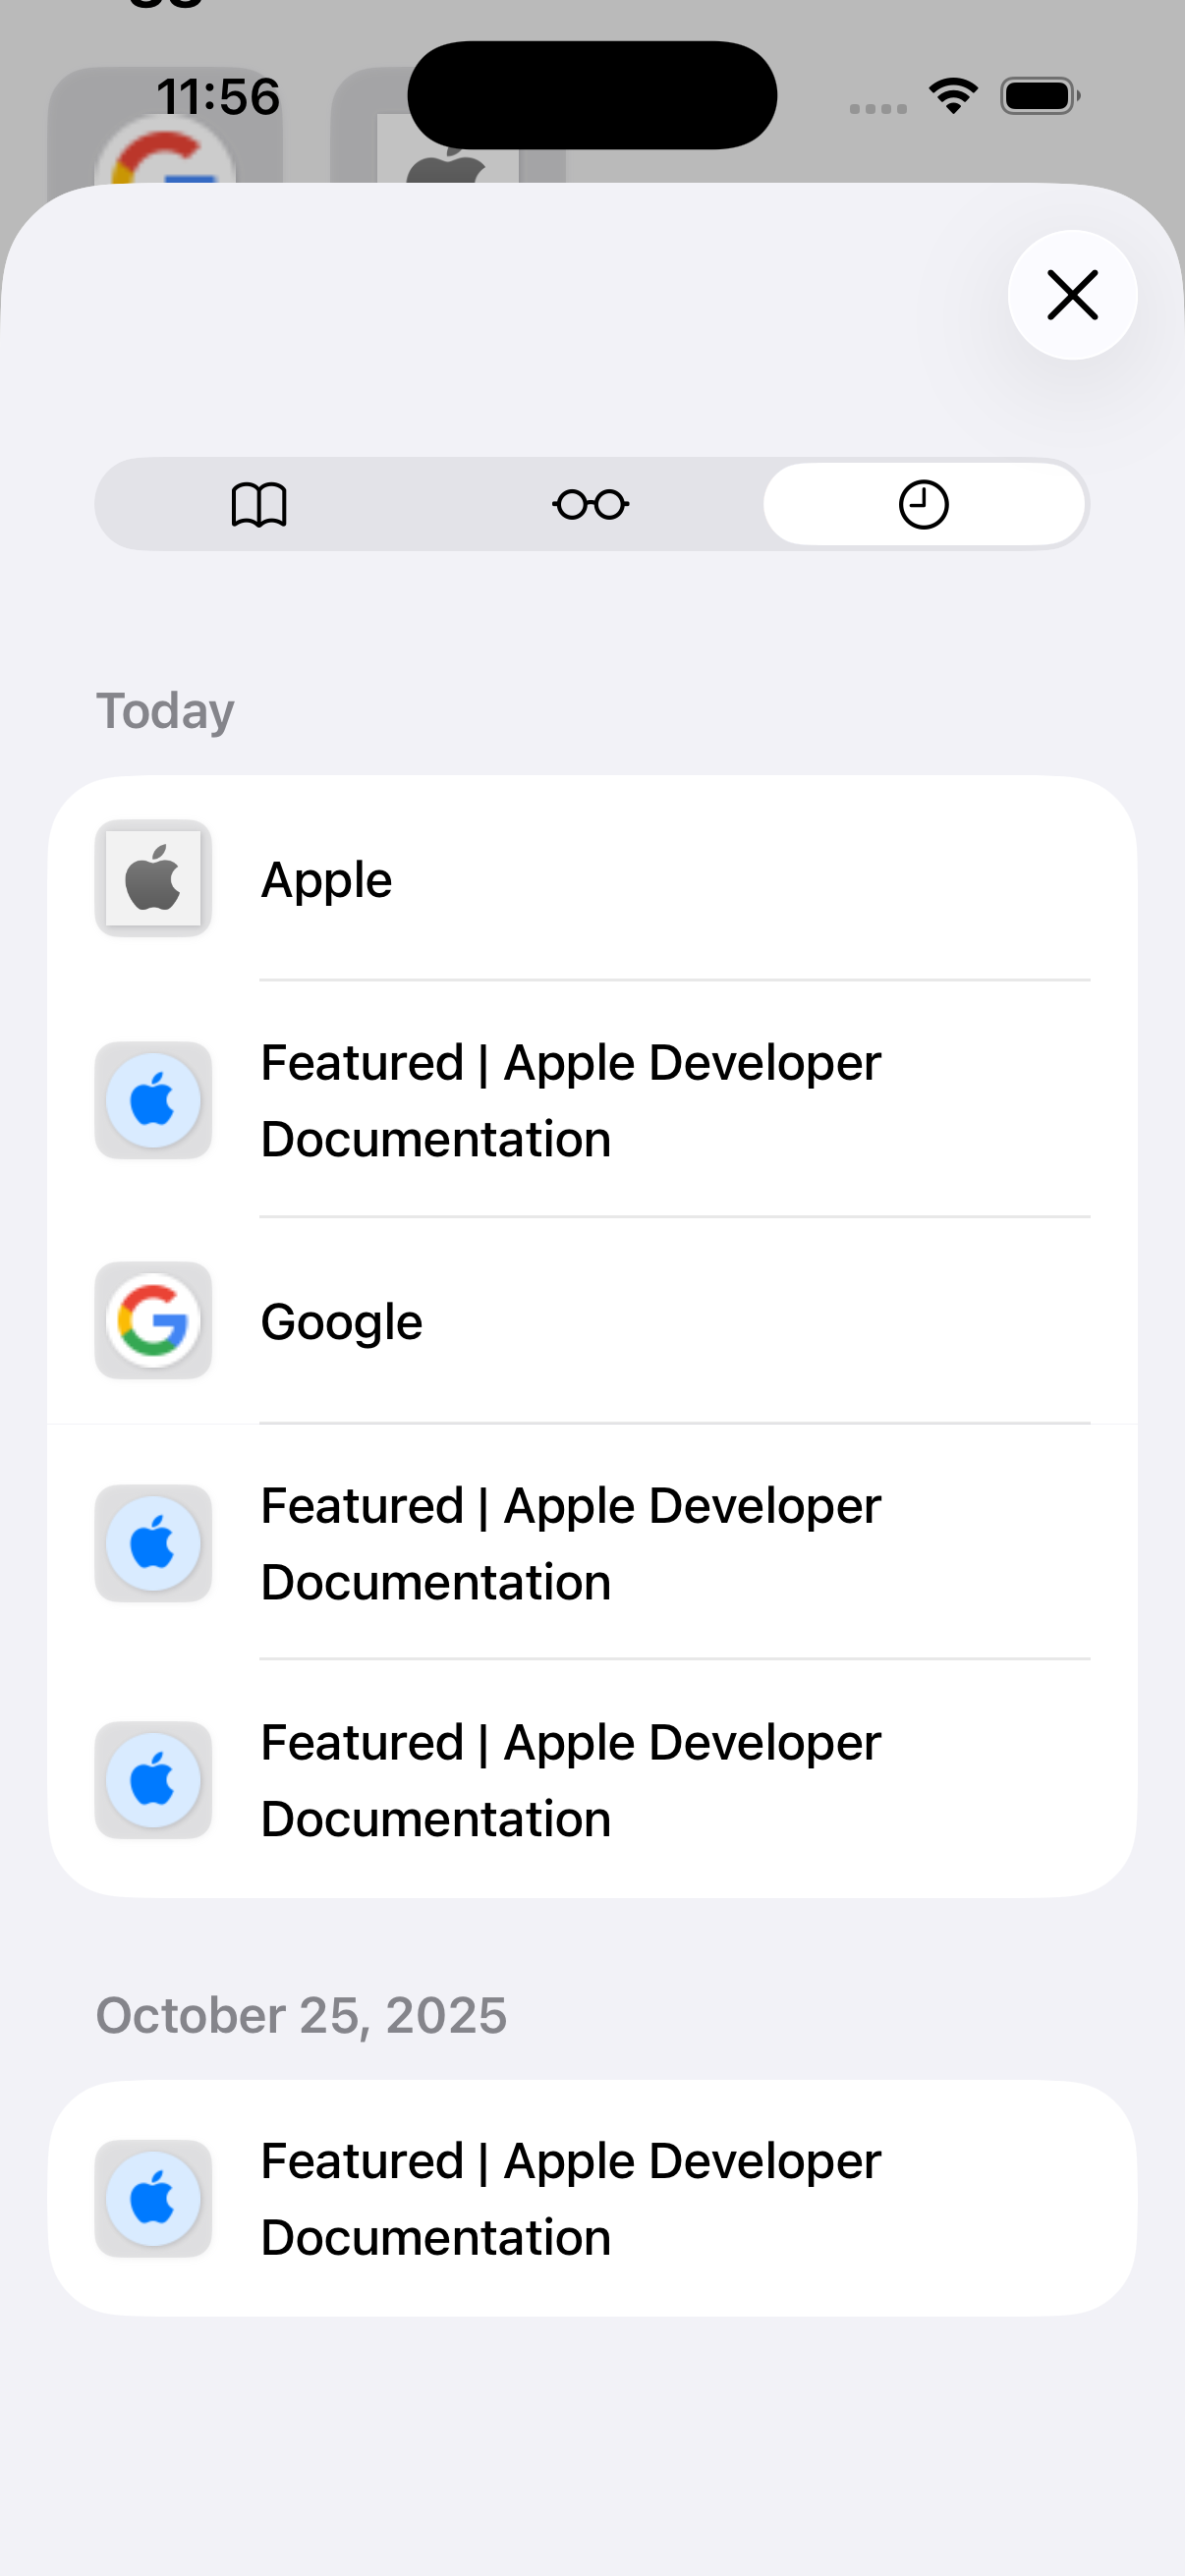 11:56
Today
Apple
Featured | Apple Developer
Documentation
Google
Featured | Apple Developer
Documentation
Featured | Apple Developer
Documentation
October 25, 2025
Featured | Apple Developer
Documentation